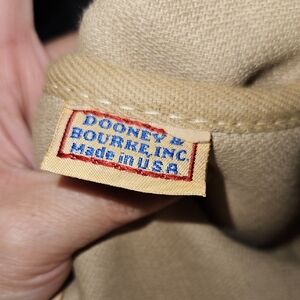 DOONEY &
BOURKE, INC.
Made in U S A